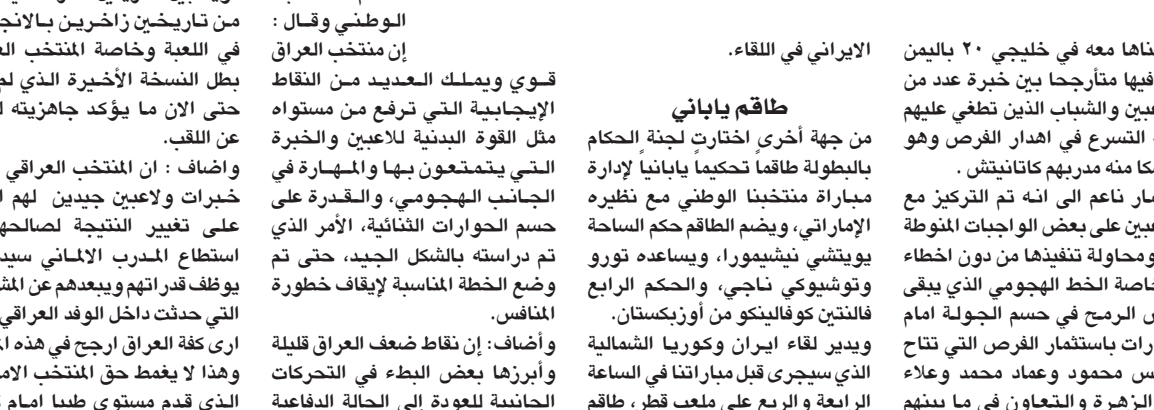 ناها معه في خليجي ٢٠ باليمن
فيها متأرجحا بين خبرة عدد من
عبين والشباب الذين تطغي عليهم
التسرع في اهدار الفرص وهو
كا منه مدربهم كاتانيتش .
مار ناعم الى انه تم التركيز مع
عبين على بعض الواجبات المنوطة
ومحاولة تنفيذها من دون اخطاء
خاصة الخط الهجومي الذي يبقى
الرمح في حسم الجولة امام
رات باستثمار الفرص التي تتاح
س محمود وعماد محمد وعلاء
الزهرة والتعاون في ما بينهم
الايراني في اللقاء.
طاقم ياباني
من جهة أخرى اختارت لجنة الحكام
بالبطولة طاقماً تحكيماً يابانياً لإدارة
مباراة منتخبنا الوطني مع نظيره
الإماراتي، ويضم الطاقم حكم الساحة
يويتشي نيشيمورا، ويساعده تورو
وتوشيوكي ناجي، والحكم الرابع
فالنتين كوفالينكو من أوزبكستان.
ويدير لقاء ايران وكوريا الشمالية
الذي سيجرى قبل مباراتنا في الساعة
الرابعة والربع على ملعب قطر، طاقم
الوطني وقال :
إن منتخب العراق
قوي ويملك العديد من النقاط
الإيجابية التي ترفع من مستواه
مثل القوة البدنية للاعبين والخبرة
التي يتمتعون بها والمهارة في
الجانب الهجومي، والقدرة على
حسم الحوارات الثنائية، الأمر الذي
تم دراسته بالشكل الجيد، حتى تم
وضع الخطة المناسبة لإيقاف خطورة
المنافس.
وأضاف: إن نقاط ضعف العراق قليلة
وأبرزها بعض البطء في التحركات
الجانبية للعودة إلى الحالة الدفاعية
من تاريخين زاخرين بالانج
في اللعبة وخاصة المنتخب الع
بطل النسخة الأخيرة الذي لم
حتى الان ما يؤكد جاهزيته ل
عن اللقب.
واضاف : ان المنتخب العراقي
خبرات ولاعبين جيدين لهم ا
على تغيير النتيجة لصالحه
استطاع المدرب الالماني سيد
يوظف قدراتهم ويبعدهم عن المش
التي حدثت داخل الوفد العراقي
ارى كفة العراق ارجح في هذه الم
وهذا لا يغمط حق المنتخب الام
الذي قدم مستوى طيبا امام